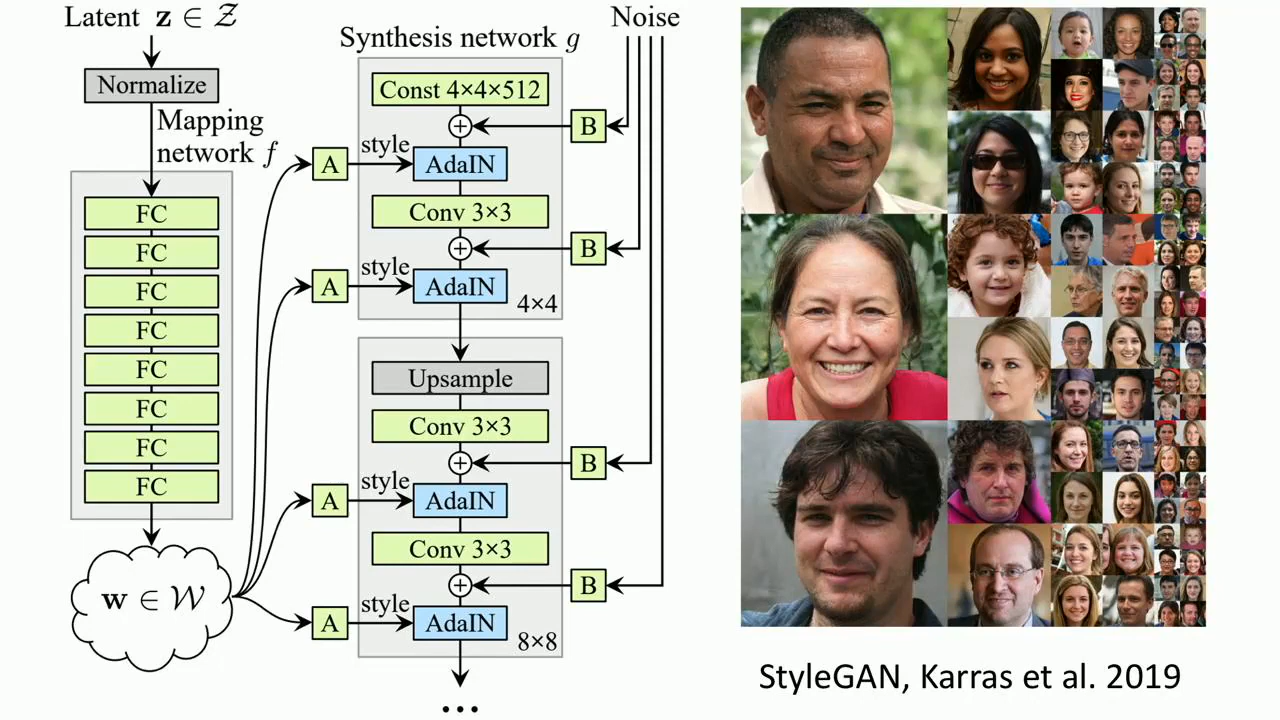 Latent z ∈ Z
Normalize
Mapping
network f
FC
FC
FC
FC
FC
FC
FC
FC
w ∈ W
Synthesis network g
Noise
Const 4×4×512
B
A
style
AdaIN
Conv 3×3
B
A
style
AdaIN
4×4
Upsample
Conv 3×3
B
A
style
AdaIN
Conv 3×3
B
A
style
AdaIN
8×8
...
StyleGAN, Karras et al. 2019